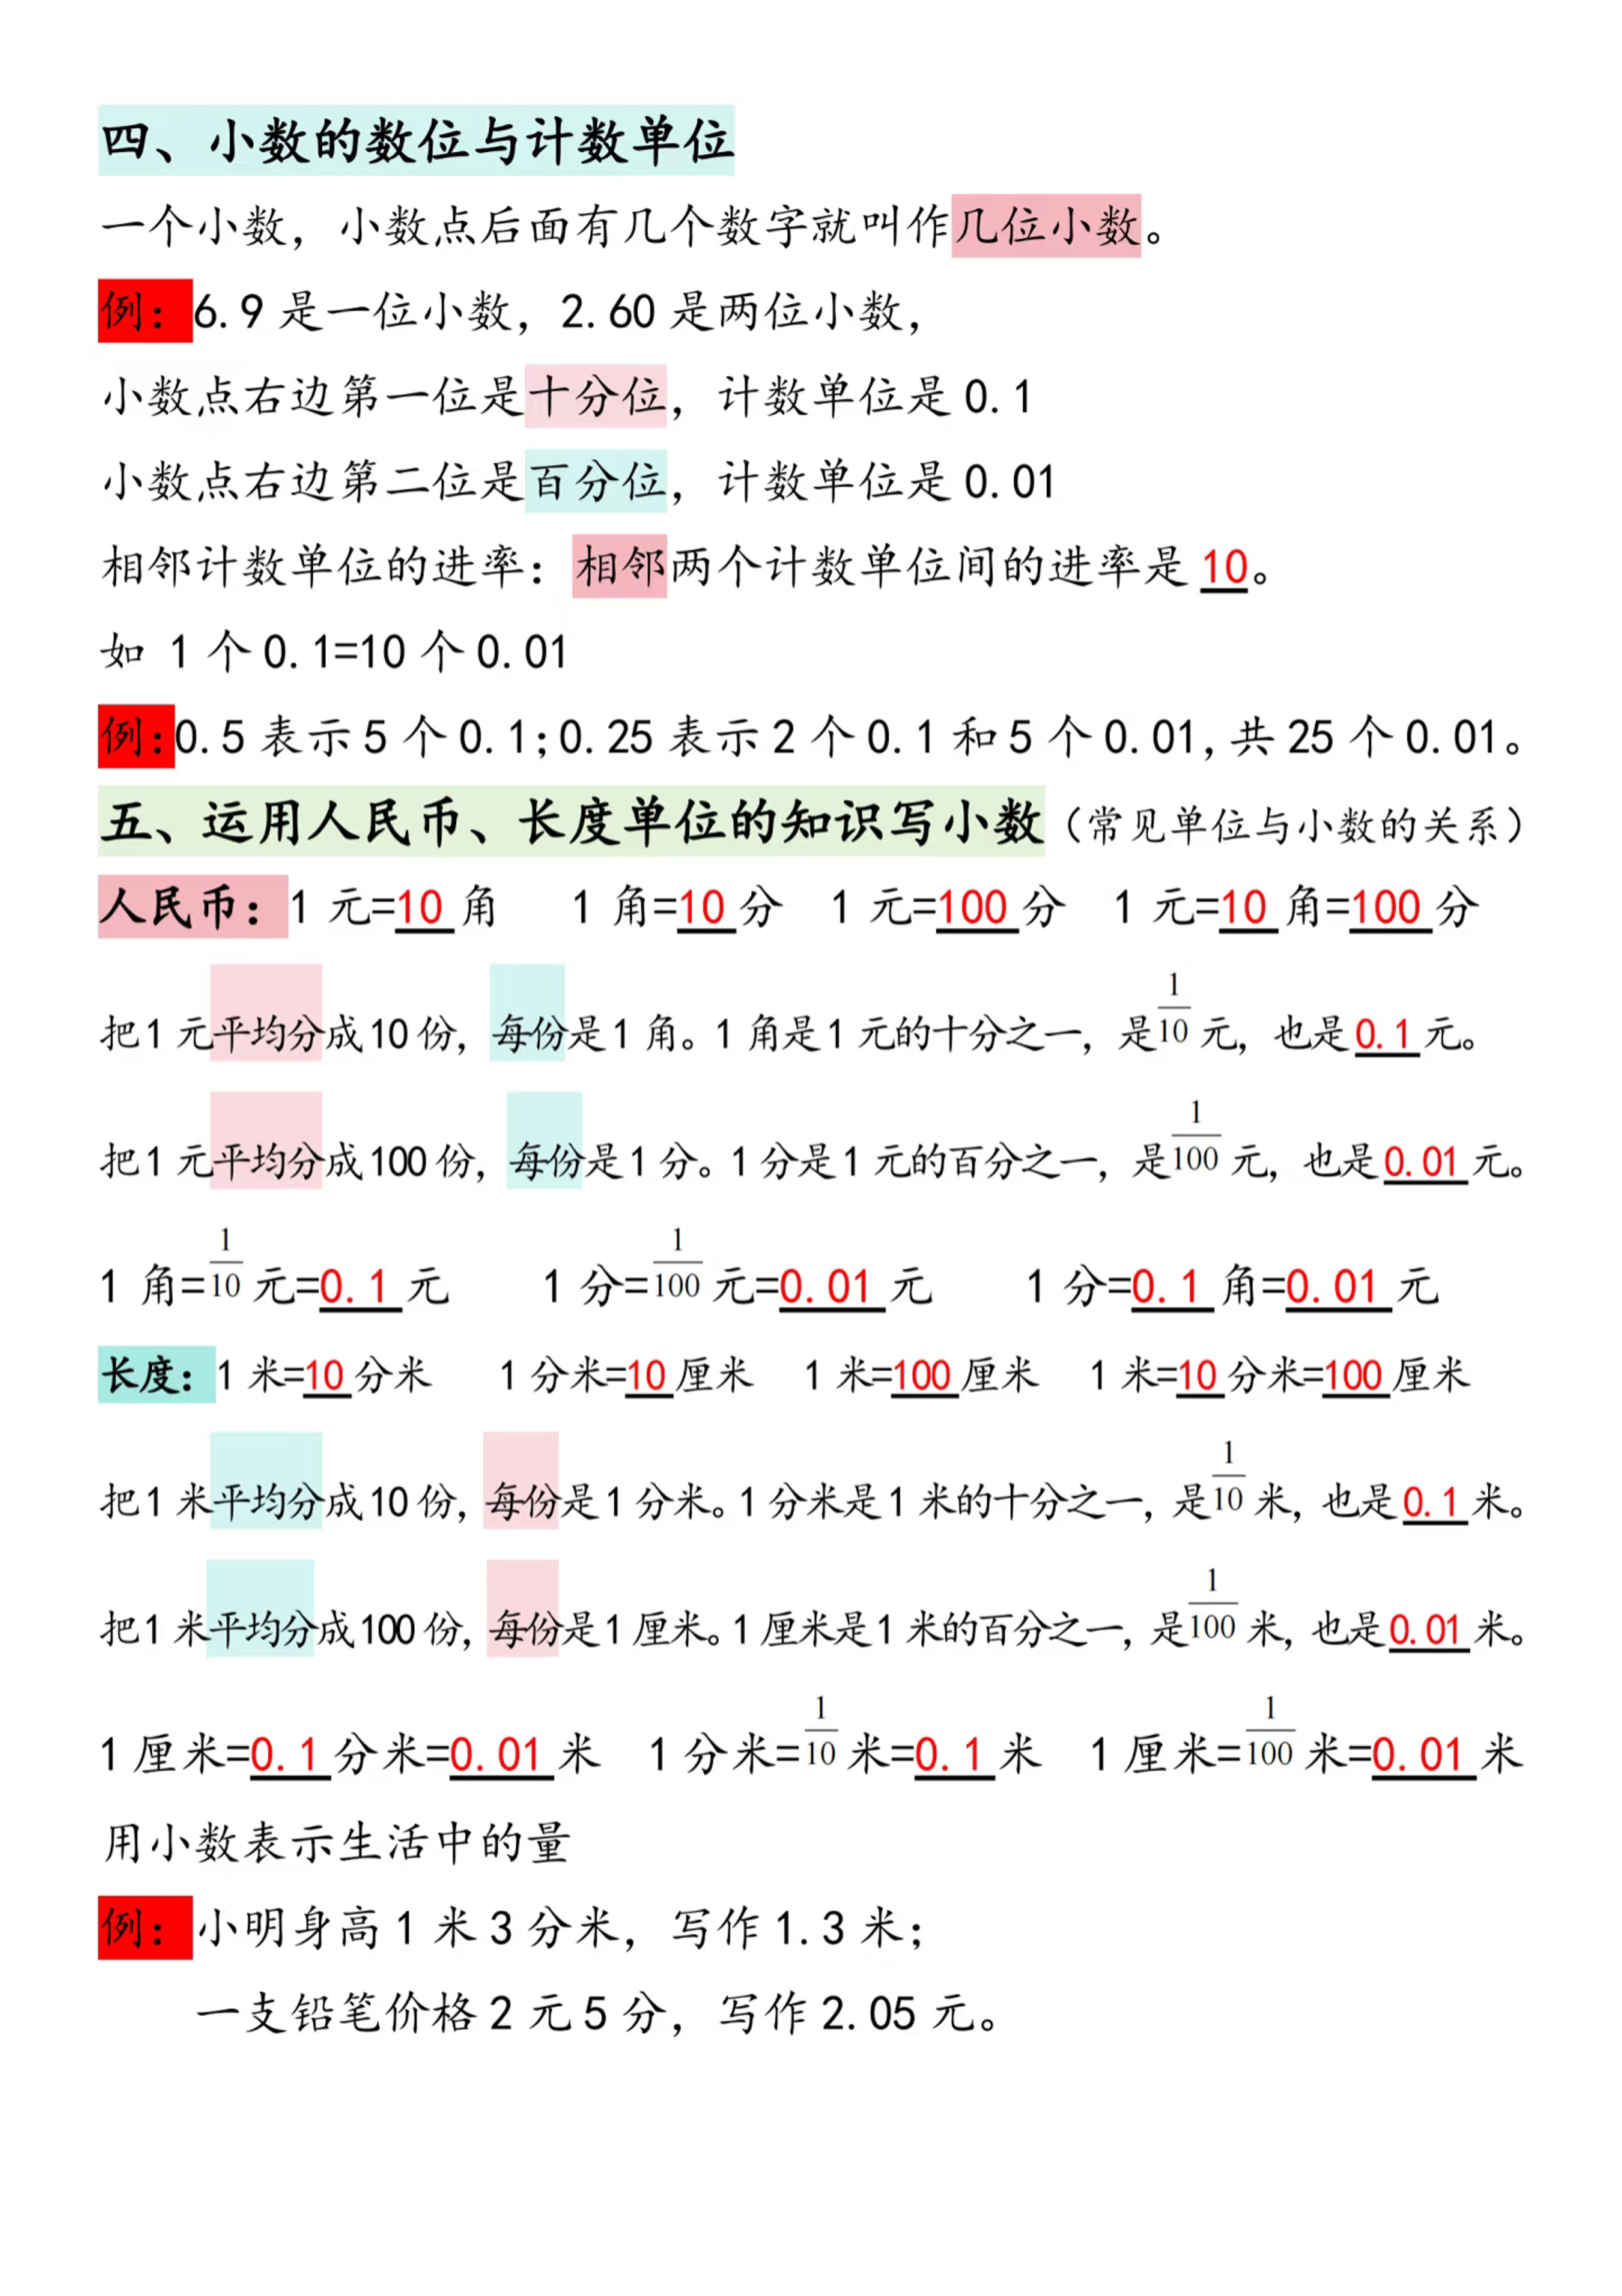 四、小数的数位与计数单位
一个小数，小数点后面有几个数字就叫作几位小数。
例：6.9 是一位小数，2.60 是两位小数，
小数点右边第一位是十分位，计数单位是 0.1
小数点右边第二位是百分位，计数单位是 0.01
相邻计数单位的进率：相邻两个计数单位间的进率是 10。
如 1 个 0.1=10 个 0.01
例：0.5 表示 5 个 0.1；0.25 表示 2 个 0.1 和 5 个 0.01，共 25 个 0.01。
五、运用人民币、长度单位的知识写小数（常见单位与小数的关系）
人民币：1 元=10 角 1 角=10 分 1 元=100 分 1 元=10 角=100 分
把 1 元平均分成 10 份，每份是 1 角。1 角是 1 元的十分之一，是 1/10 元，也是 0.1 元。
把 1 元平均分成 100 份，每份是 1 分。1 分是 1 元的百分之一，是 1/100 元，也是 0.01 元。
1 角=1/10 元=0.1 元 1 分=1/100 元=0.01 元 1 分=0.1 角=0.01 元
长度：1 米=10 分米 1 分米=10 厘米 1 米=100 厘米 1 米=10 分米=100 厘米
把 1 米平均分成 10 份，每份是 1 分米。1 分米是 1 米的十分之一，是 1/10 米，也是 0.1 米。
把 1 米平均分成 100 份，每份是 1 厘米。1 厘米是 1 米的百分之一，是 1/100 米，也是 0.01 米。
1 厘米=0.1 分米=0.01 米 1 分米=1/10 米=0.1 米 1 厘米=1/100 米=0.01 米
用小数表示生活中的量
例：小明身高 1 米 3 分米，写作 1.3 米；
一支铅笔价格 2 元 5 分，写作 2.05 元。